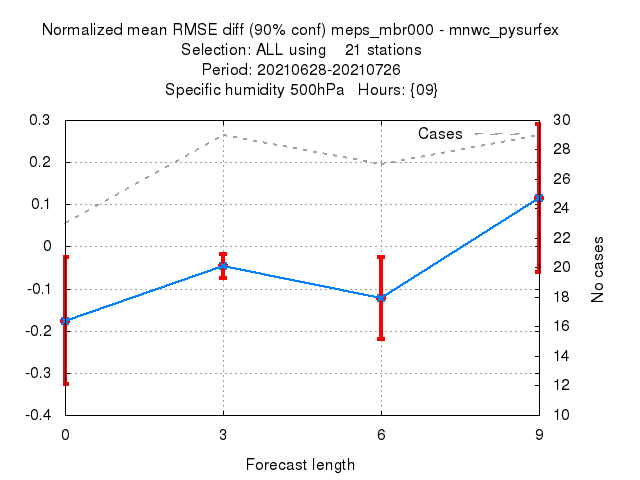 Normalized mean RMSE diff (90% conf) meps_mbr000 - mnwc_pysurfex
Selection: ALL using 21 stations
Period: 20210628-20210726
Specific humidity 500hPa Hours: {09}
Cases
0.3
0.2
0.1
0
-0.1
-0.2
-0.3
-0.4
30
28
26
24
22
20
18
16
14
12
10
No cases
0 3 6 9
Forecast length